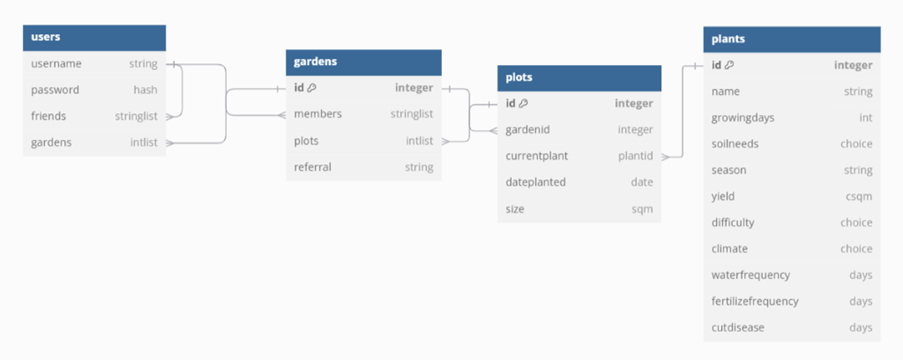 users
username string
password hash
friends stringlist
gardens intlist
gardens
id integer
members stringlist
plots intlist
referral string
plots
id integer
gardenid integer
currentplant plantid
dateplanted date
size sqm
plants
id integer
name string
growingdays int
soilneeds choice
season string
yield csqm
difficulty choice
climate choice
waterfrequency days
fertilizefrequency days
cutdisease days